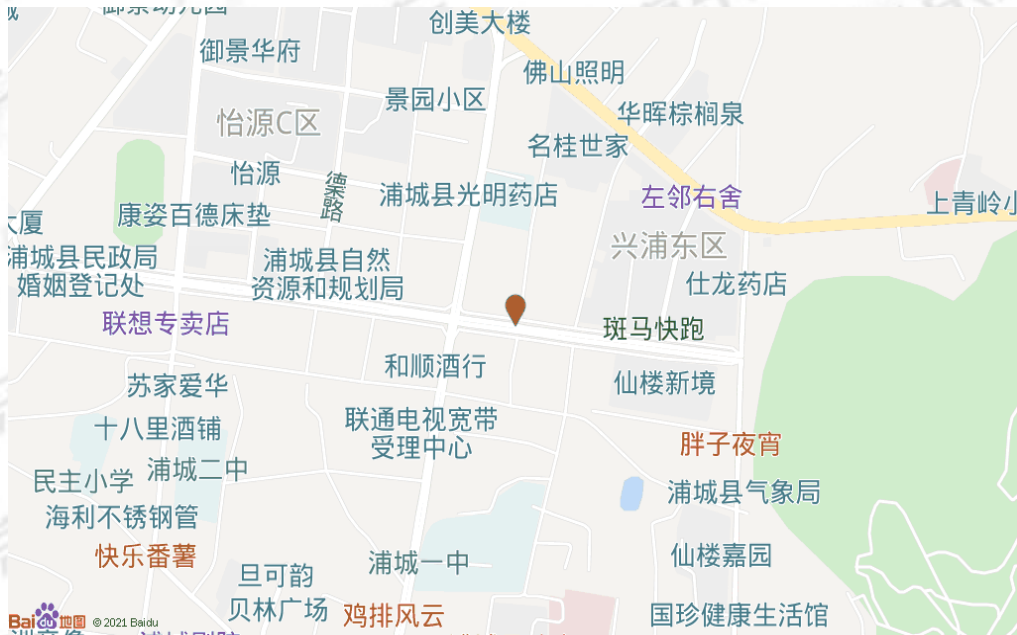 创美大楼
御景华府
佛山照明
景园小区
华晖棕榈泉
怡源C区
名桂世家
怡源
德榘路
浦城县光明药店
左邻右舍
上青岭小
康姿百德床垫
大厦
兴浦东区
浦城县民政局
婚姻登记处
浦城县自然
资源和规划局
仕龙药店
联想专卖店
斑马快跑
和顺酒行
苏家爱华
仙楼新境
联通电视宽带
受理中心
十八里酒铺
胖子夜宵
浦城二中
民主小学
浦城县气象局
海利不锈钢管
快乐番薯
浦城一中
仙楼嘉园
旦可韵
贝林广场
鸡排风云
国珍健康生活馆
Bai du 地图 © 2021 Baidu